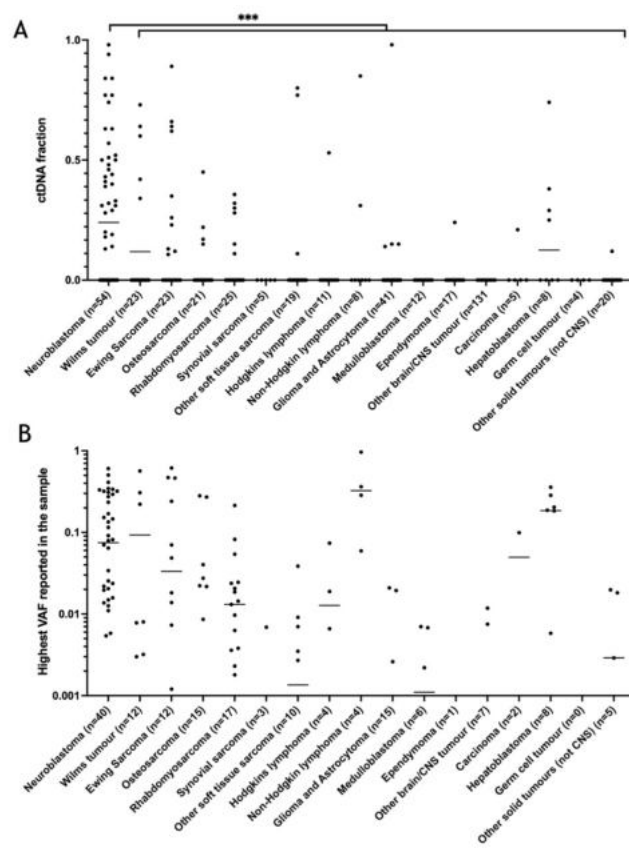 A
***
ctDNA fraction
1.0
0.5
0.0
Neuroblastoma (n=54)
Wilms tumour (n=23)
Ewing Sarcoma (n=23)
Osteosarcoma (n=21)
Rhabdomyosarcoma (n=25)
Synovial sarcoma (n=5)
Other soft tissue sarcoma (n=19)
Hodgkins lymphoma (n=11)
Non-Hodgkin lymphoma (n=8)
Glioma and Astrocytoma (n=41)
Medulloblastoma (n=12)
Ependymoma (n=17)
Other brain/CNS tumour (n=131)
Carcinoma (n=5)
Hepatoblastoma (n=8)
Germ cell tumour (n=4)
Other solid tumours (not CNS) (n=20)
B
Highest VAF reported in the sample
1
0.1
0.01
0.001
Neuroblastoma (n=40)
Wilms tumour (n=12)
Ewing Sarcoma (n=12)
Osteosarcoma (n=15)
Rhabdomyosarcoma (n=17)
Synovial sarcoma (n=3)
Other soft tissue sarcoma (n=10)
Hodgkins lymphoma (n=4)
Non-Hodgkin lymphoma (n=4)
Glioma and Astrocytoma (n=15)
Medulloblastoma (n=6)
Ependymoma (n=1)
Other brain/CNS tumour (n=7)
Carcinoma (n=2)
Hepatoblastoma (n=8)
Germ cell tumour (n=0)
Other solid tumours (not CNS) (n=5)